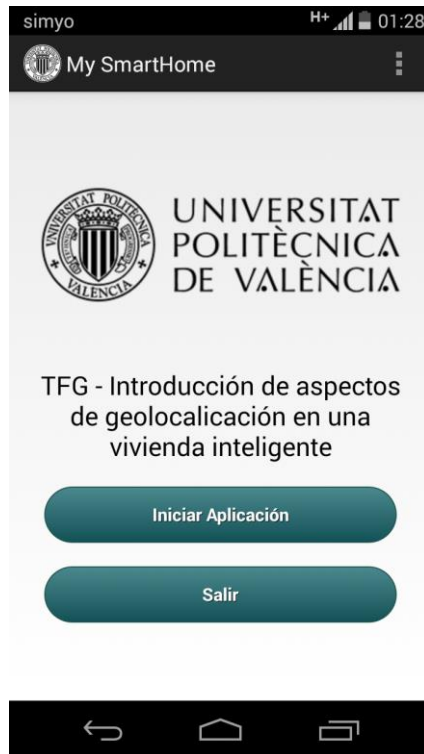 simyo H+ 01:28
My SmartHome
UNIVERSITAT
POLITÈCNICA
DE VALÈNCIA
TFG - Introducción de aspectos
de geolocalicación en una
vivienda inteligente
Iniciar Aplicación
Salir